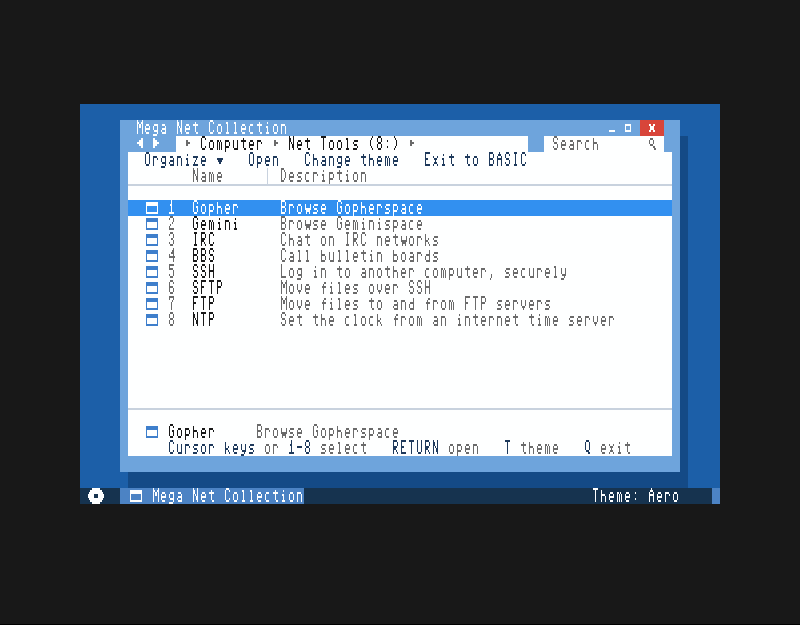 Mega Net Collection
Computer Net Tools (8:) Search
Organize Open Change theme Exit to BASIC
Name Description
1 Gopher Browse Gopherspace
2 Gemini Browse Geminispace
3 IRC Chat on IRC networks
4 BBS Call bulletin boards
5 SSH Log in to another computer, securely
6 SFTP Move files over SSH
7 FTP Move files to and from FTP servers
8 NTP Set the clock from an internet time server
Gopher Browse Gopherspace
Cursor keys or 1-8 select RETURN open T theme Q exit
Mega Net Collection Theme: Aero